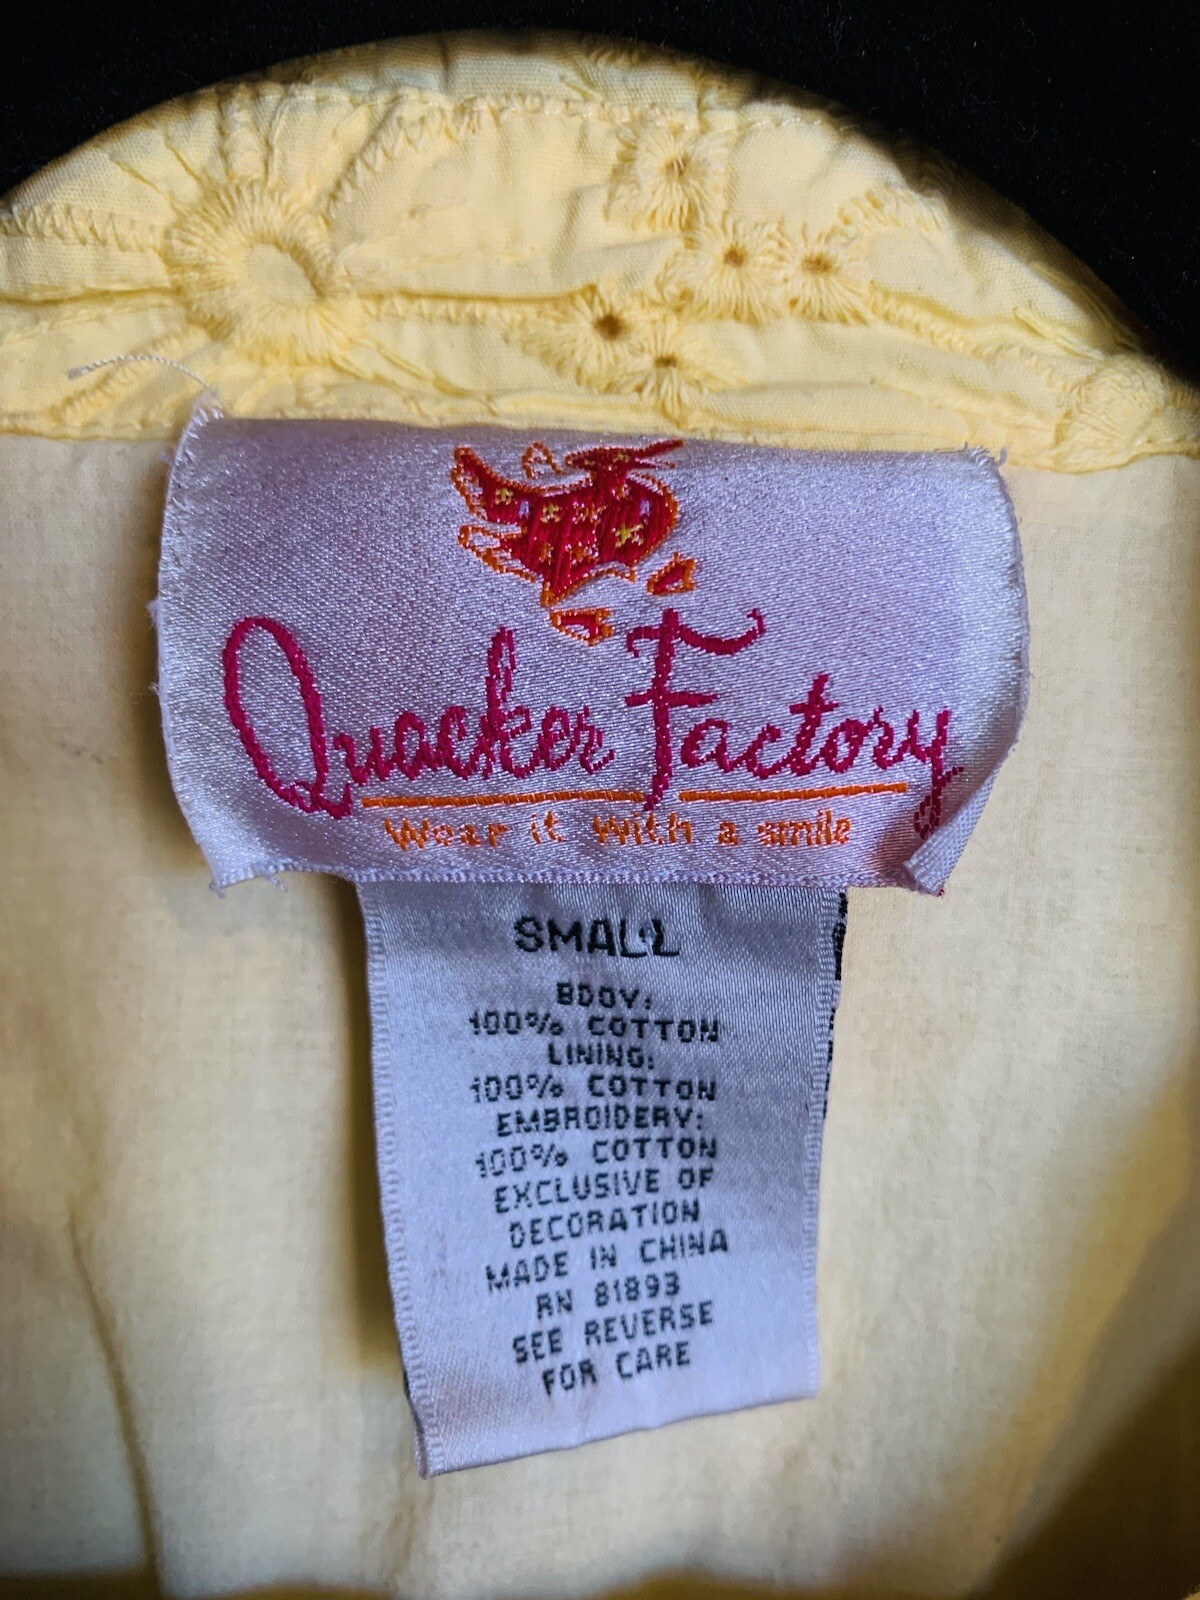 Quacker Factory
Wear it with a smile
SMALL
BDOY:
100% COTTON
LINING:
100% COTTON
EMBROIDERY:
100% COTTON
EXCLUSIVE OF
DECORATION
MADE IN CHINA
RN 81893
SEE REVERSE
FOR CARE